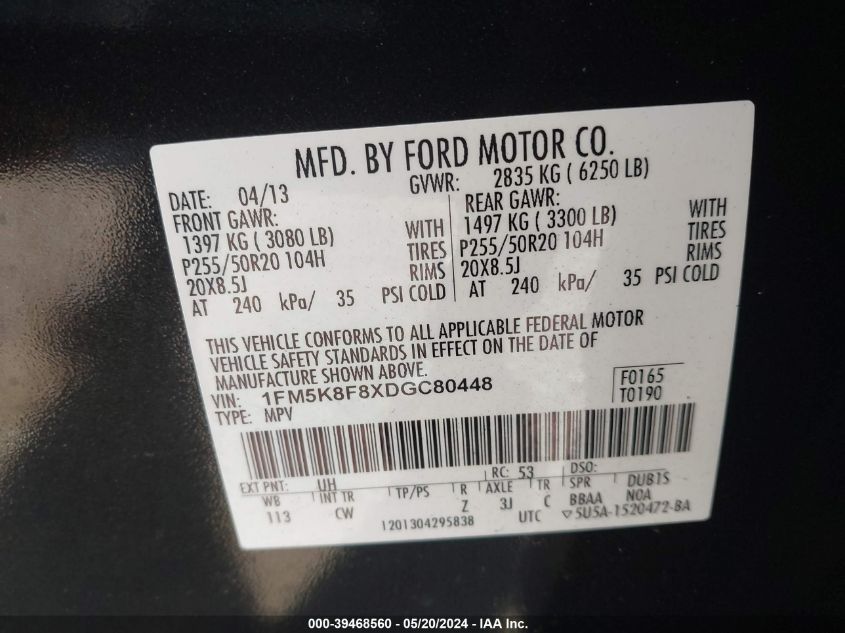 MFD. BY FORD MOTOR CO.
DATE: 04/13 GVWR: 2835 KG ( 6250 LB)
FRONT GAWR: REAR GAWR:
1397 KG ( 3080 LB) WITH 1497 KG ( 3300 LB) WITH
P255/50R20 104H TIRES P255/50R20 104H TIRES
20X8.5J RIMS 20X8.5J RIMS
AT 240 kPa/ 35 PSI COLD AT 240 kPa/ 35 PSI COLD
THIS VEHICLE CONFORMS TO ALL APPLICABLE FEDERAL MOTOR
VEHICLE SAFETY STANDARDS IN EFFECT ON THE DATE OF
MANUFACTURE SHOWN ABOVE.
VIN: 1FM5K8F8XDGC80448 F0165
TYPE: MPV T0190
EXT PNT: UH RC: 53 DSO:
WB INT TR TP/PS R AXLE TR SPR DUB1S
113 CW Z 3J C BBAA NOA
1201304295838 UTC ▽5U5A-1520472-BA
000-39468560 - 05/20/2024 - IAA Inc.